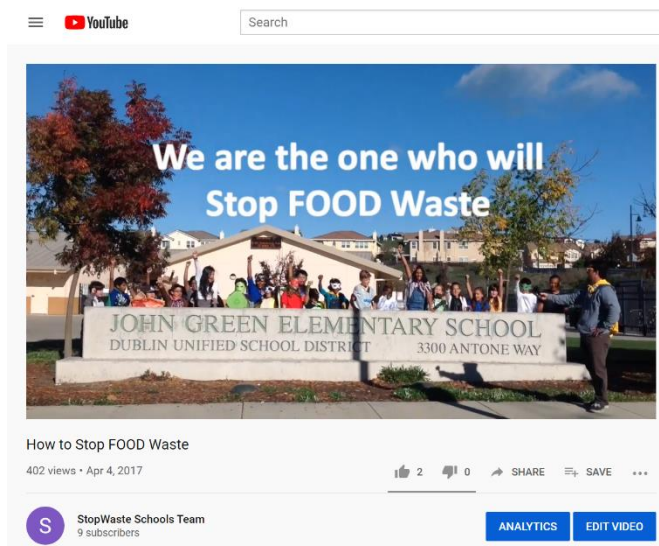 YouTube
Search
We are the one who will
Stop FOOD Waste
JOHN GREEN ELEMENTARY SCHOOL
DUBLIN UNIFIED SCHOOL DISTRICT 3300 ANTONE WAY
How to Stop FOOD Waste
402 views • Apr 4, 2017 2 0 SHARE SAVE
S StopWaste Schools Team
9 subscribers
ANALYTICS EDIT VIDEO